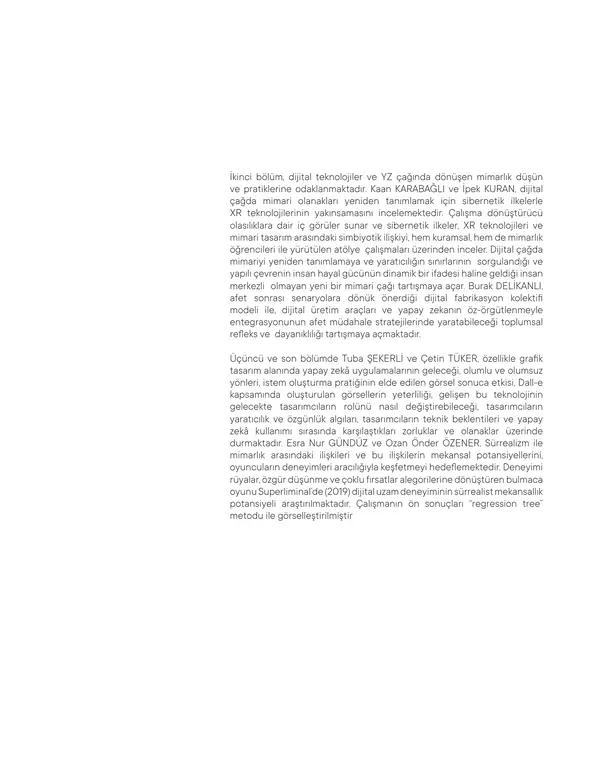 İkinci bölüm, dijital teknolojiler ve YZ çağında dönüşen mimarlık düşün
ve pratiklerine odaklanmaktadır. Kaan KARABAĞLI ve İpek KURAN, dijital
çağda mimari olanakları yeniden tanımlamak için sibernetik ilkelerle
XR teknolojilerinin yakınsamasını incelemektedir. Çalışma dönüştürücü
olasılıklara dair iç görüler sunar ve sibernetik ilkeler, XR teknolojileri ve
mimari tasarım arasındaki simbiyotik ilişkiyi, hem kuramsal, hem de mimarlık
öğrencileri ile yürütülen atölye çalışmaları üzerinden inceler. Dijital çağda
mimariyi yeniden tanımlamaya ve yaratıcılığın sınırlarının sorgulandığı ve
yapılı çevrenin insan hayal gücünün dinamik bir ifadesi haline geldiği insan
merkezli olmayan yeni bir mimari çağı tartışmaya açar. Burak DELİKANLI,
afet sonrası senaryolara dönük önerdiği dijital fabrikasyon kolektifi
modeli ile, dijital üretim araçları ve yapay zekanın öz-örgütlenmeyle
entegrasyonunun afet müdahale stratejilerinde yaratabileceği toplumsal
refleks ve dayanıklılığı tartışmaya açmaktadır.
Üçüncü ve son bölümde Tuba ŞEKERLİ ve Çetin TÜKER, özellikle grafik
tasarım alanında yapay zekâ uygulamalarının geleceği, olumlu ve olumsuz
yönleri, istem oluşturma pratiğinin elde edilen görsel sonuca etkisi, Dall-e
kapsamında oluşturulan görsellerin yeterliliği, gelişen bu teknolojinin
gelecekte tasarımcıların rolünü nasıl değiştirebileceği, tasarımcıların
yaratıcılık ve özgünlük algıları, tasarımcıların teknik beklentileri ve yapay
zekâ kullanımı sırasında karşılaştıkları zorluklar ve olanaklar üzerinde
durmaktadır. Esra Nur GÜNDÜZ ve Ozan Önder ÖZENER, Sürrealizm ile
mimarlık arasındaki ilişkileri ve bu ilişkilerin mekansal potansiyellerini,
oyuncuların deneyimleri aracılığıyla keşfetmeyi hedeflemektedir. Deneyimi
rüyalar, özgür düşünme ve çoklu fırsatlar alegorilerine dönüştüren bulmaca
oyunu Superliminal'de (2019) dijital uzam deneyiminin sürrealist mekansallık
potansiyeli araştırılmaktadır. Çalışmanın ön sonuçları "regression tree"
metodu ile görselleştirilmiştir